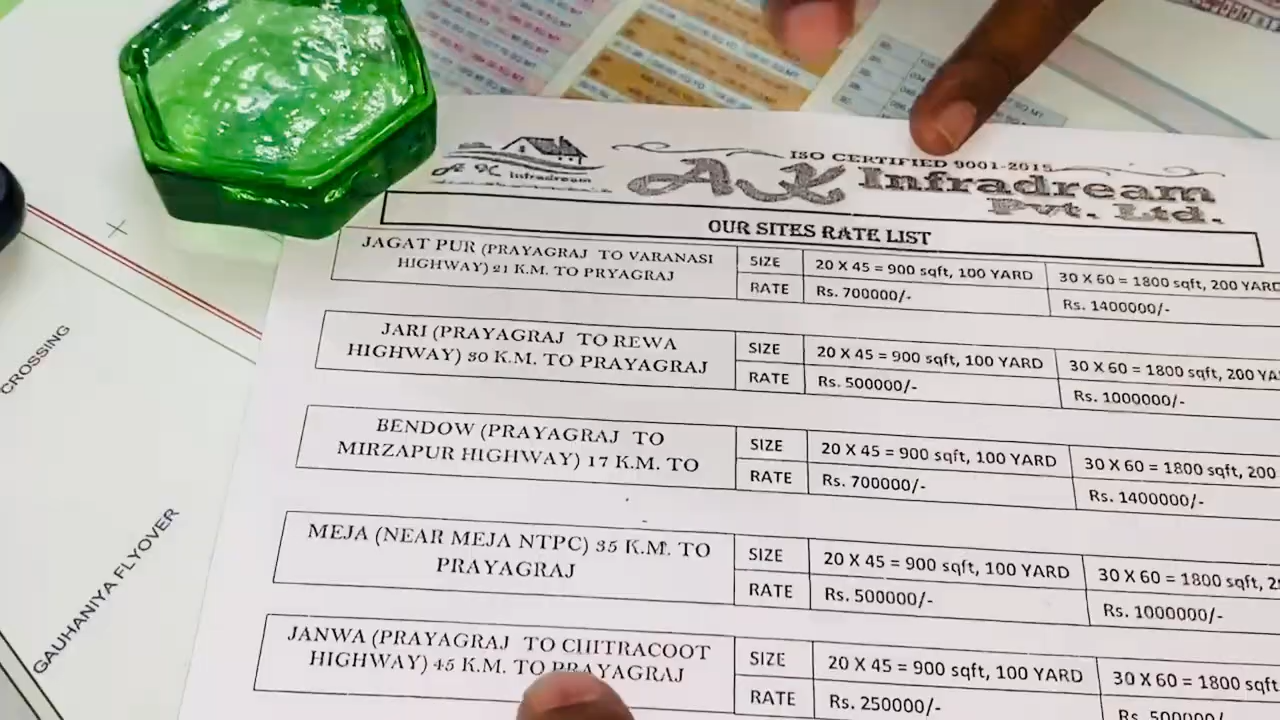 ISO CERTIFIED 9001-2015
A K Infradream
AK Infradream
Pvt. Ltd.
OUR SITES RATE LIST
JAGAT PUR (PRAYAGRAJ TO VARANASI
HIGHWAY) 21 K.M. TO PRYAGRAJ
SIZE
20 X 45 = 900 sqft, 100 YARD
30 X 60 = 1800 sqft, 200 YARD
RATE
Rs. 700000/-
Rs. 1400000/-
JARI (PRAYAGRAJ TO REWA
HIGHWAY) 30 K.M. TO PRAYAGRAJ
SIZE
20 X 45 = 900 sqft, 100 YARD
30 X 60 = 1800 sqft, 200 YA
RATE
Rs. 500000/-
Rs. 1000000/-
BENDOW (PRAYAGRAJ TO
MIRZAPUR HIGHWAY) 17 K.M. TO
SIZE
20 X 45 = 900 sqft, 100 YARD
30 X 60 = 1800 sqft, 200
RATE
Rs. 700000/-
Rs. 1400000/-
MEJA (NEAR MEJA NTPC) 35 K.M. TO
PRAYAGRAJ
SIZE
20 X 45 = 900 sqft, 100 YARD
30 X 60 = 1800 sqft, 2
RATE
Rs. 500000/-
Rs. 1000000/-
JANWA (PRAYAGRAJ TO CHITRACOOT
HIGHWAY) 45 K.M. TO PRAYAGRAJ
SIZE
20 X 45 = 900 sqft, 100 YARD
30 X 60 = 1800 sqft
RATE
Rs. 250000/-
Rs. 500000/-
CROSSING
GAUHANIYA FLYOVER